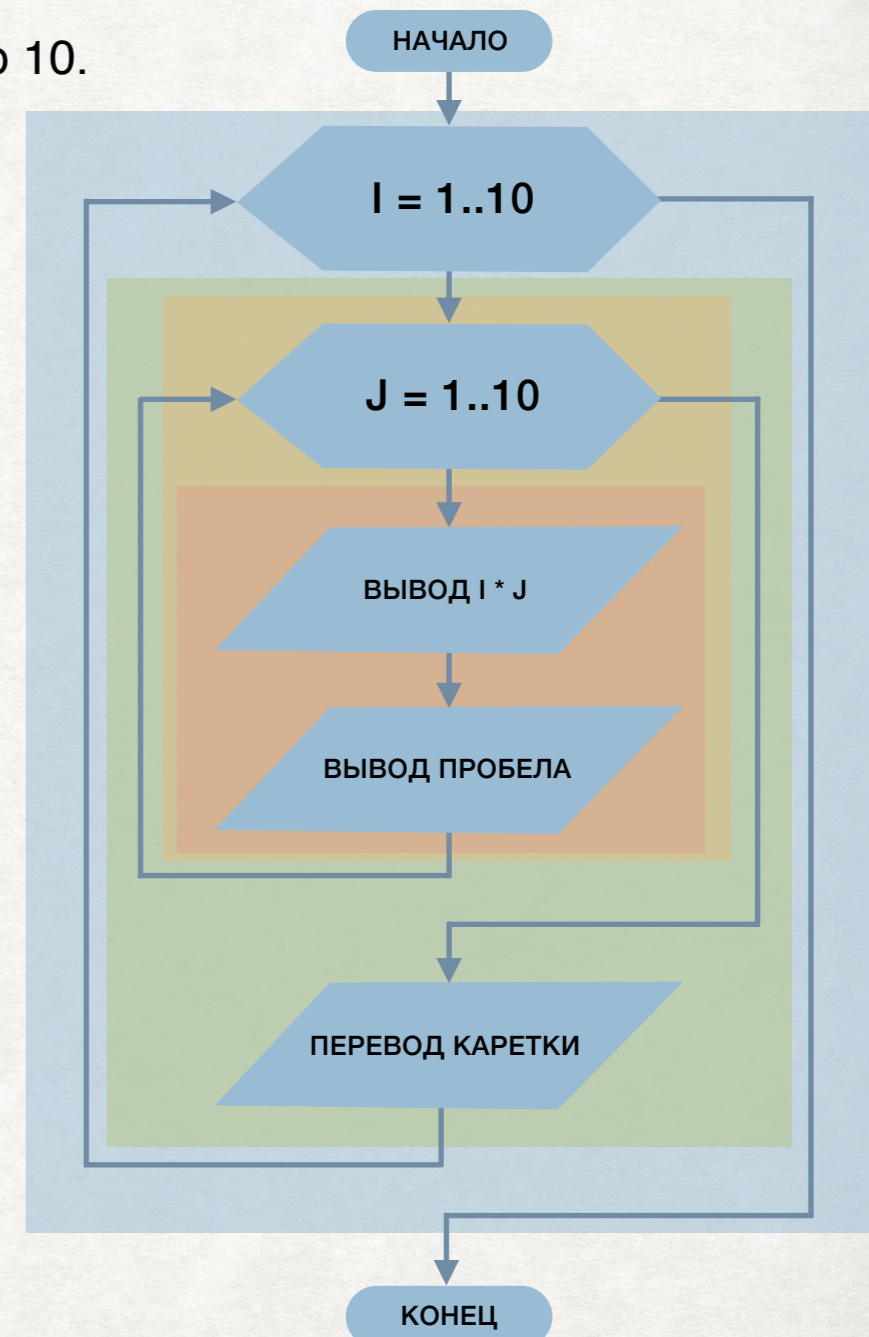 НАЧАЛО
о 10.
I = 1..10
J = 1..10
ВЫВОД I * J
ВЫВОД ПРОБЕЛА
ПЕРЕВОД КАРЕТКИ
КОНЕЦ